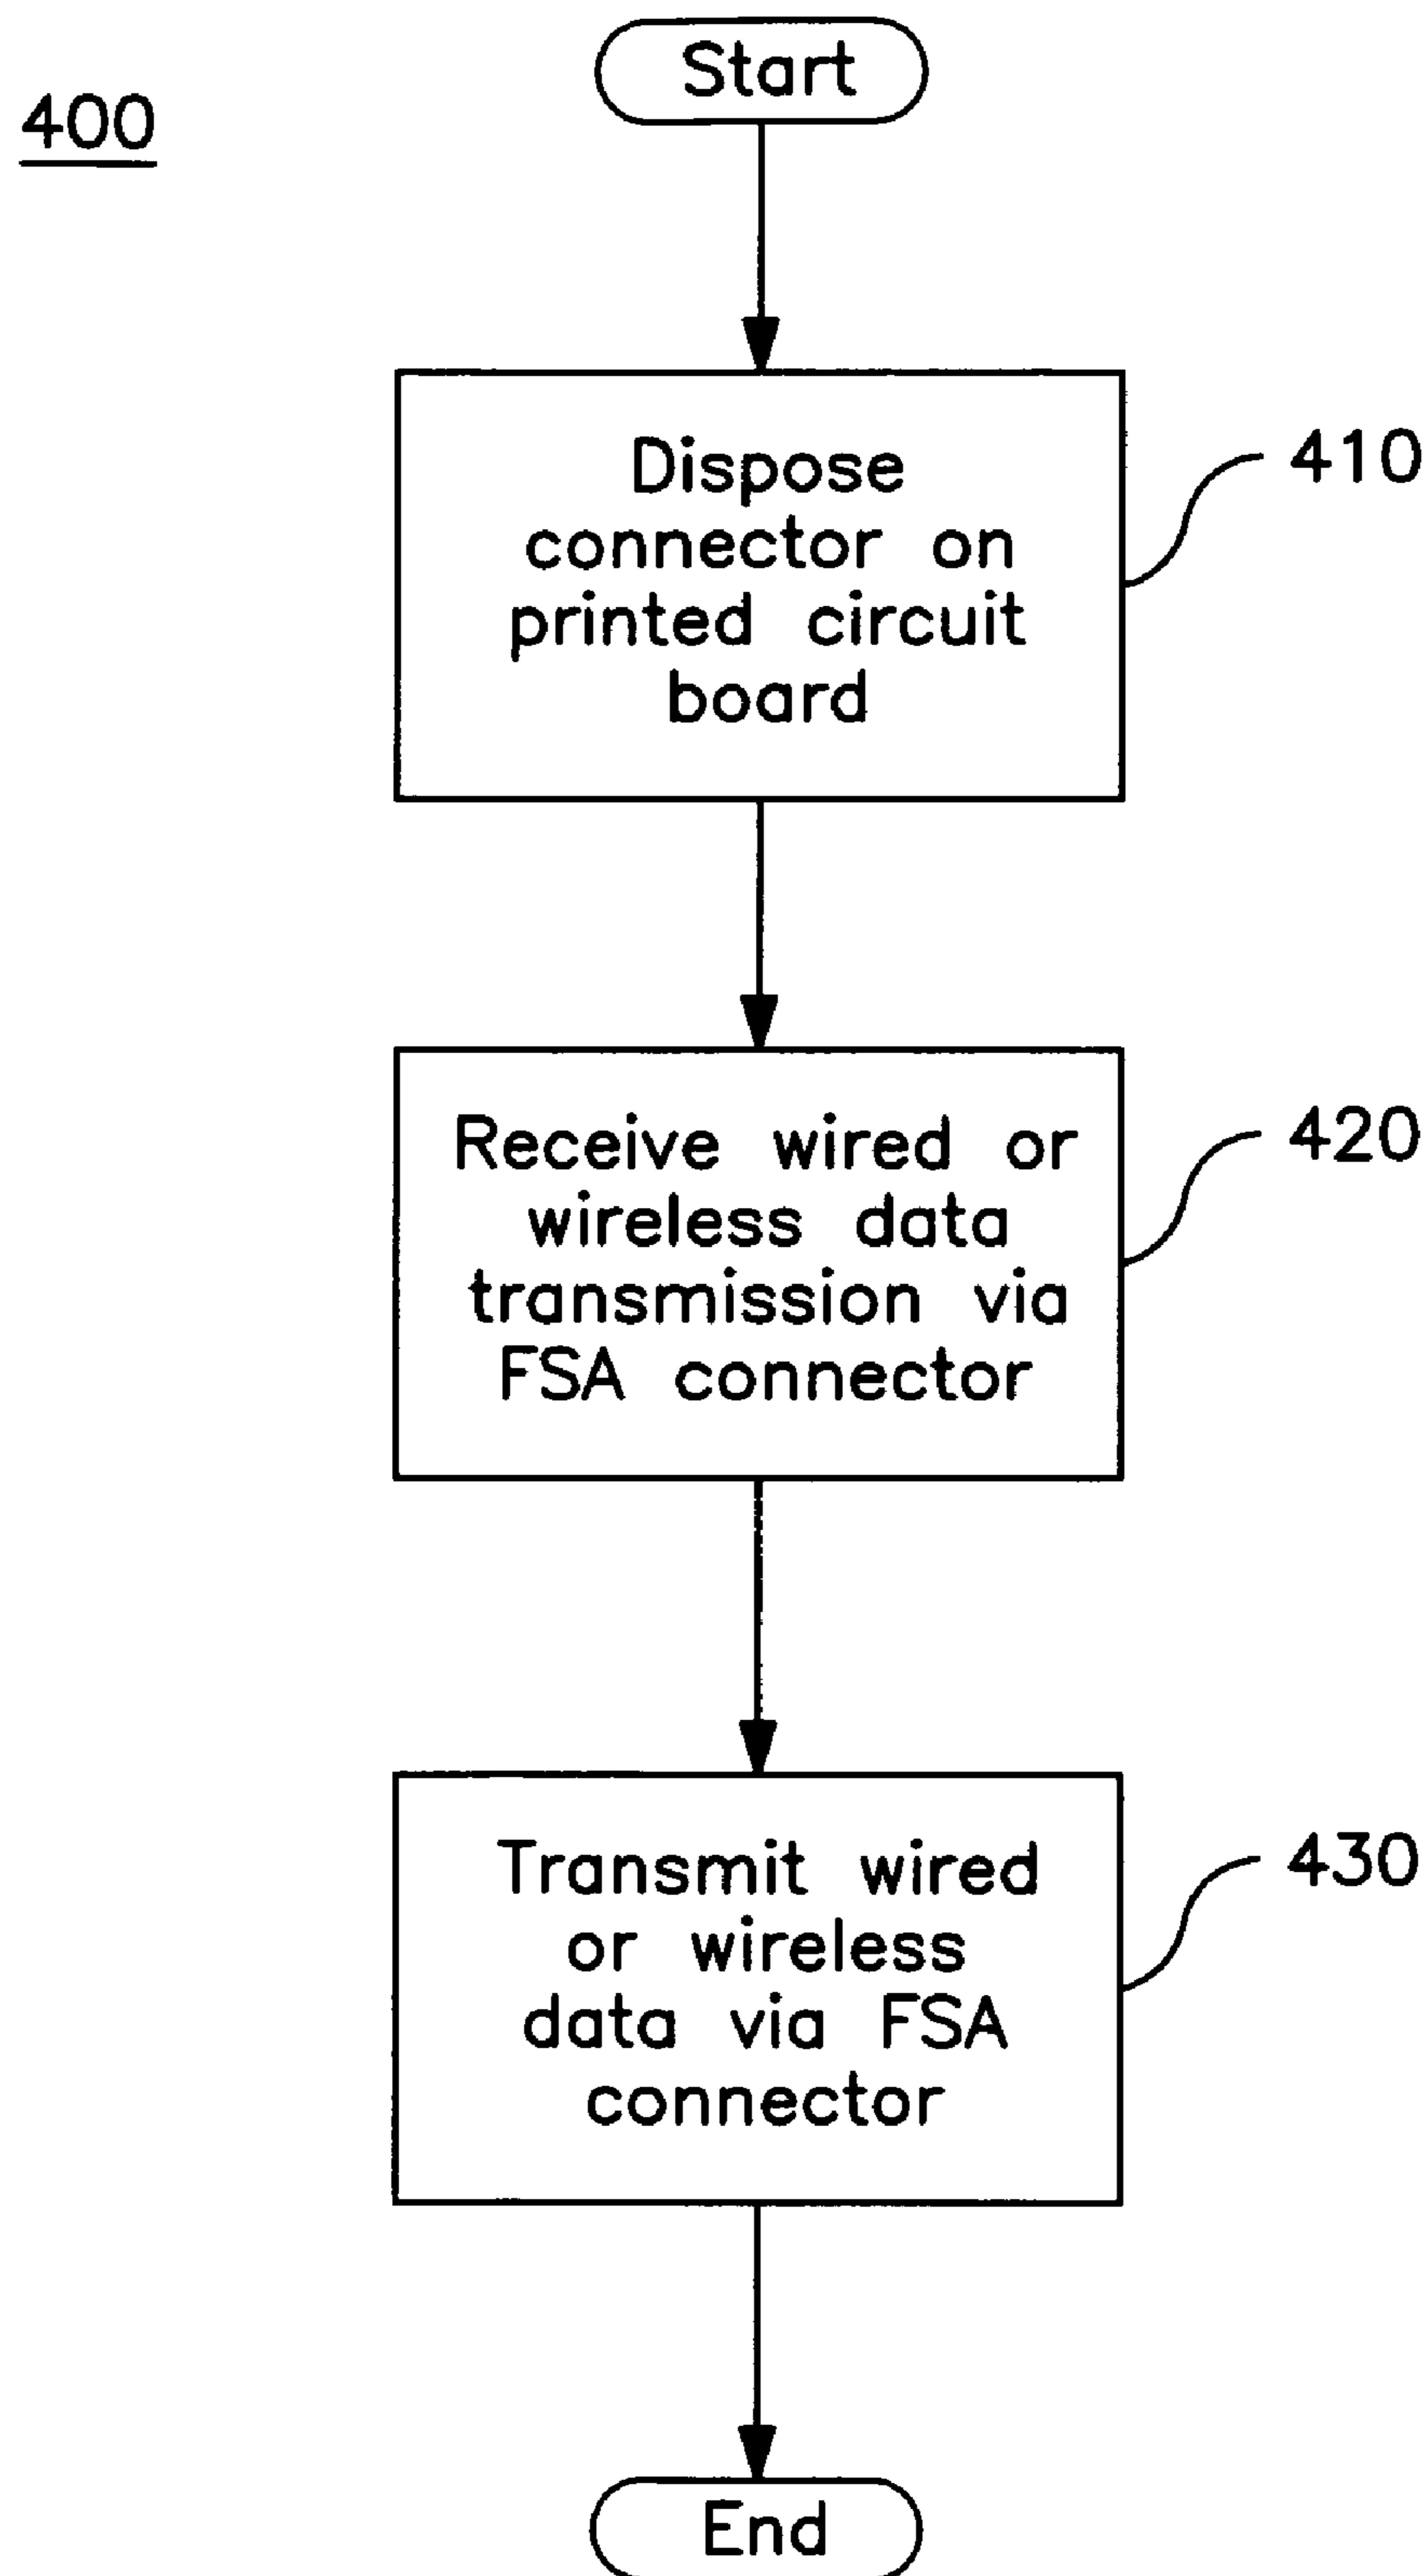 Start
400
Dispose
connector on
printed circuit
board
410
Receive wired or
wireless data
transmission via
FSA connector
420
Transmit wired
or wireless
data via FSA
connector
430
End